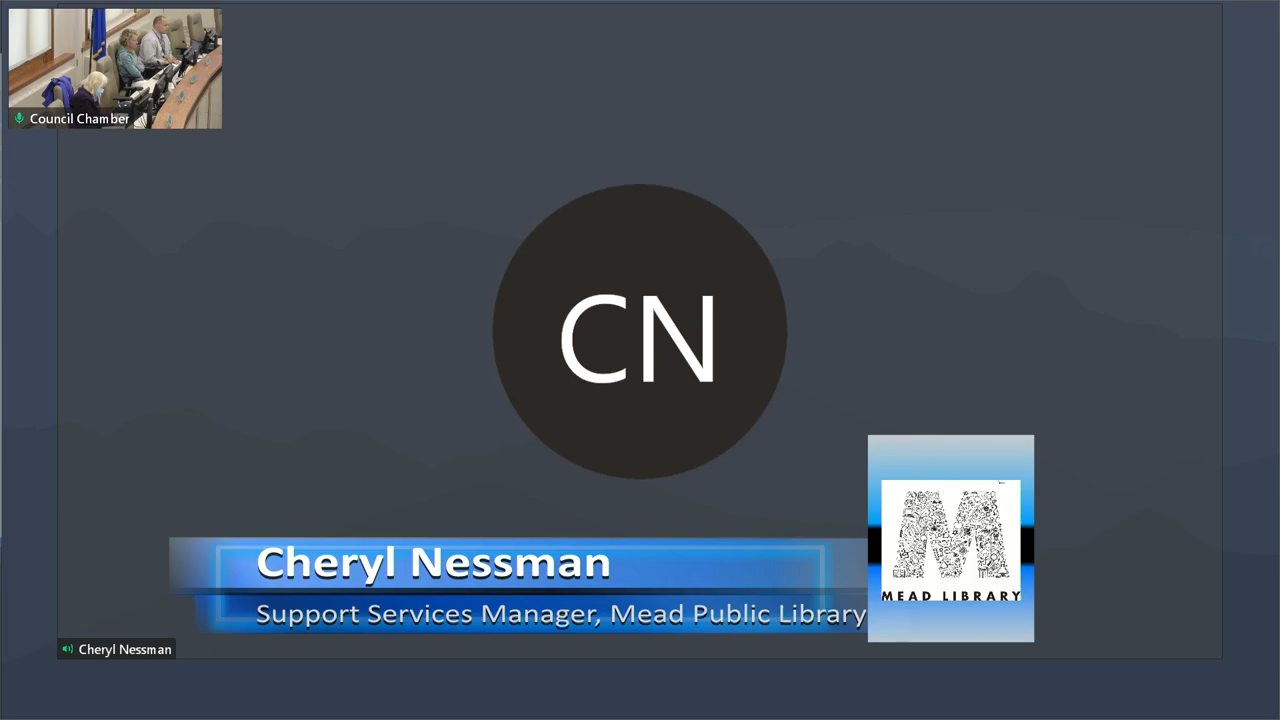 Council Chamber
CN
Cheryl Nessman
Support Services Manager, Mead Public Library
MEAD LIBRARY
Cheryl Nessman